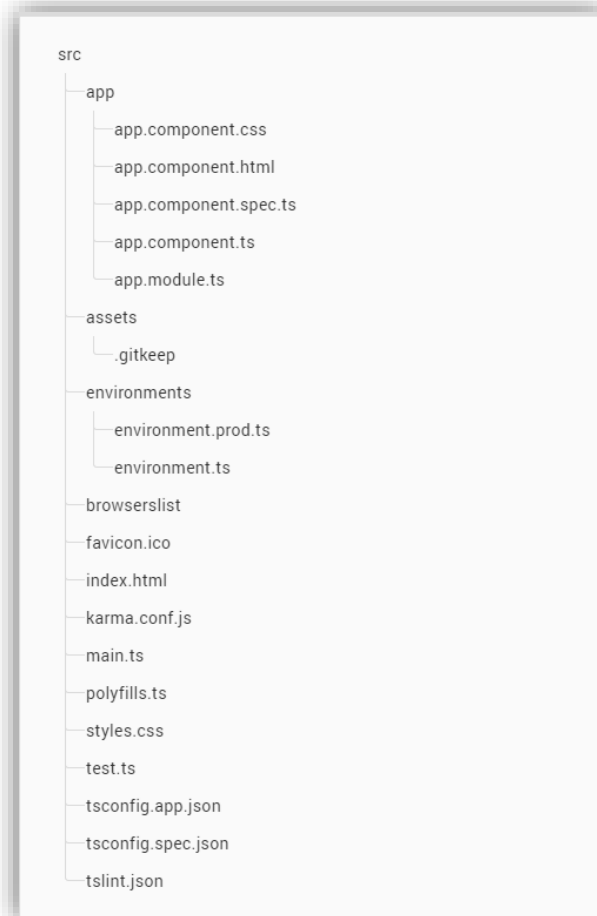 src
app
app.component.css
app.component.html
app.component.spec.ts
app.component.ts
app.module.ts
assets
.gitkeep
environments
environment.prod.ts
environment.ts
browserslist
favicon.ico
index.html
karma.conf.js
main.ts
polyfills.ts
styles.css
test.ts
tsconfig.app.json
tsconfig.spec.json
tslint.json